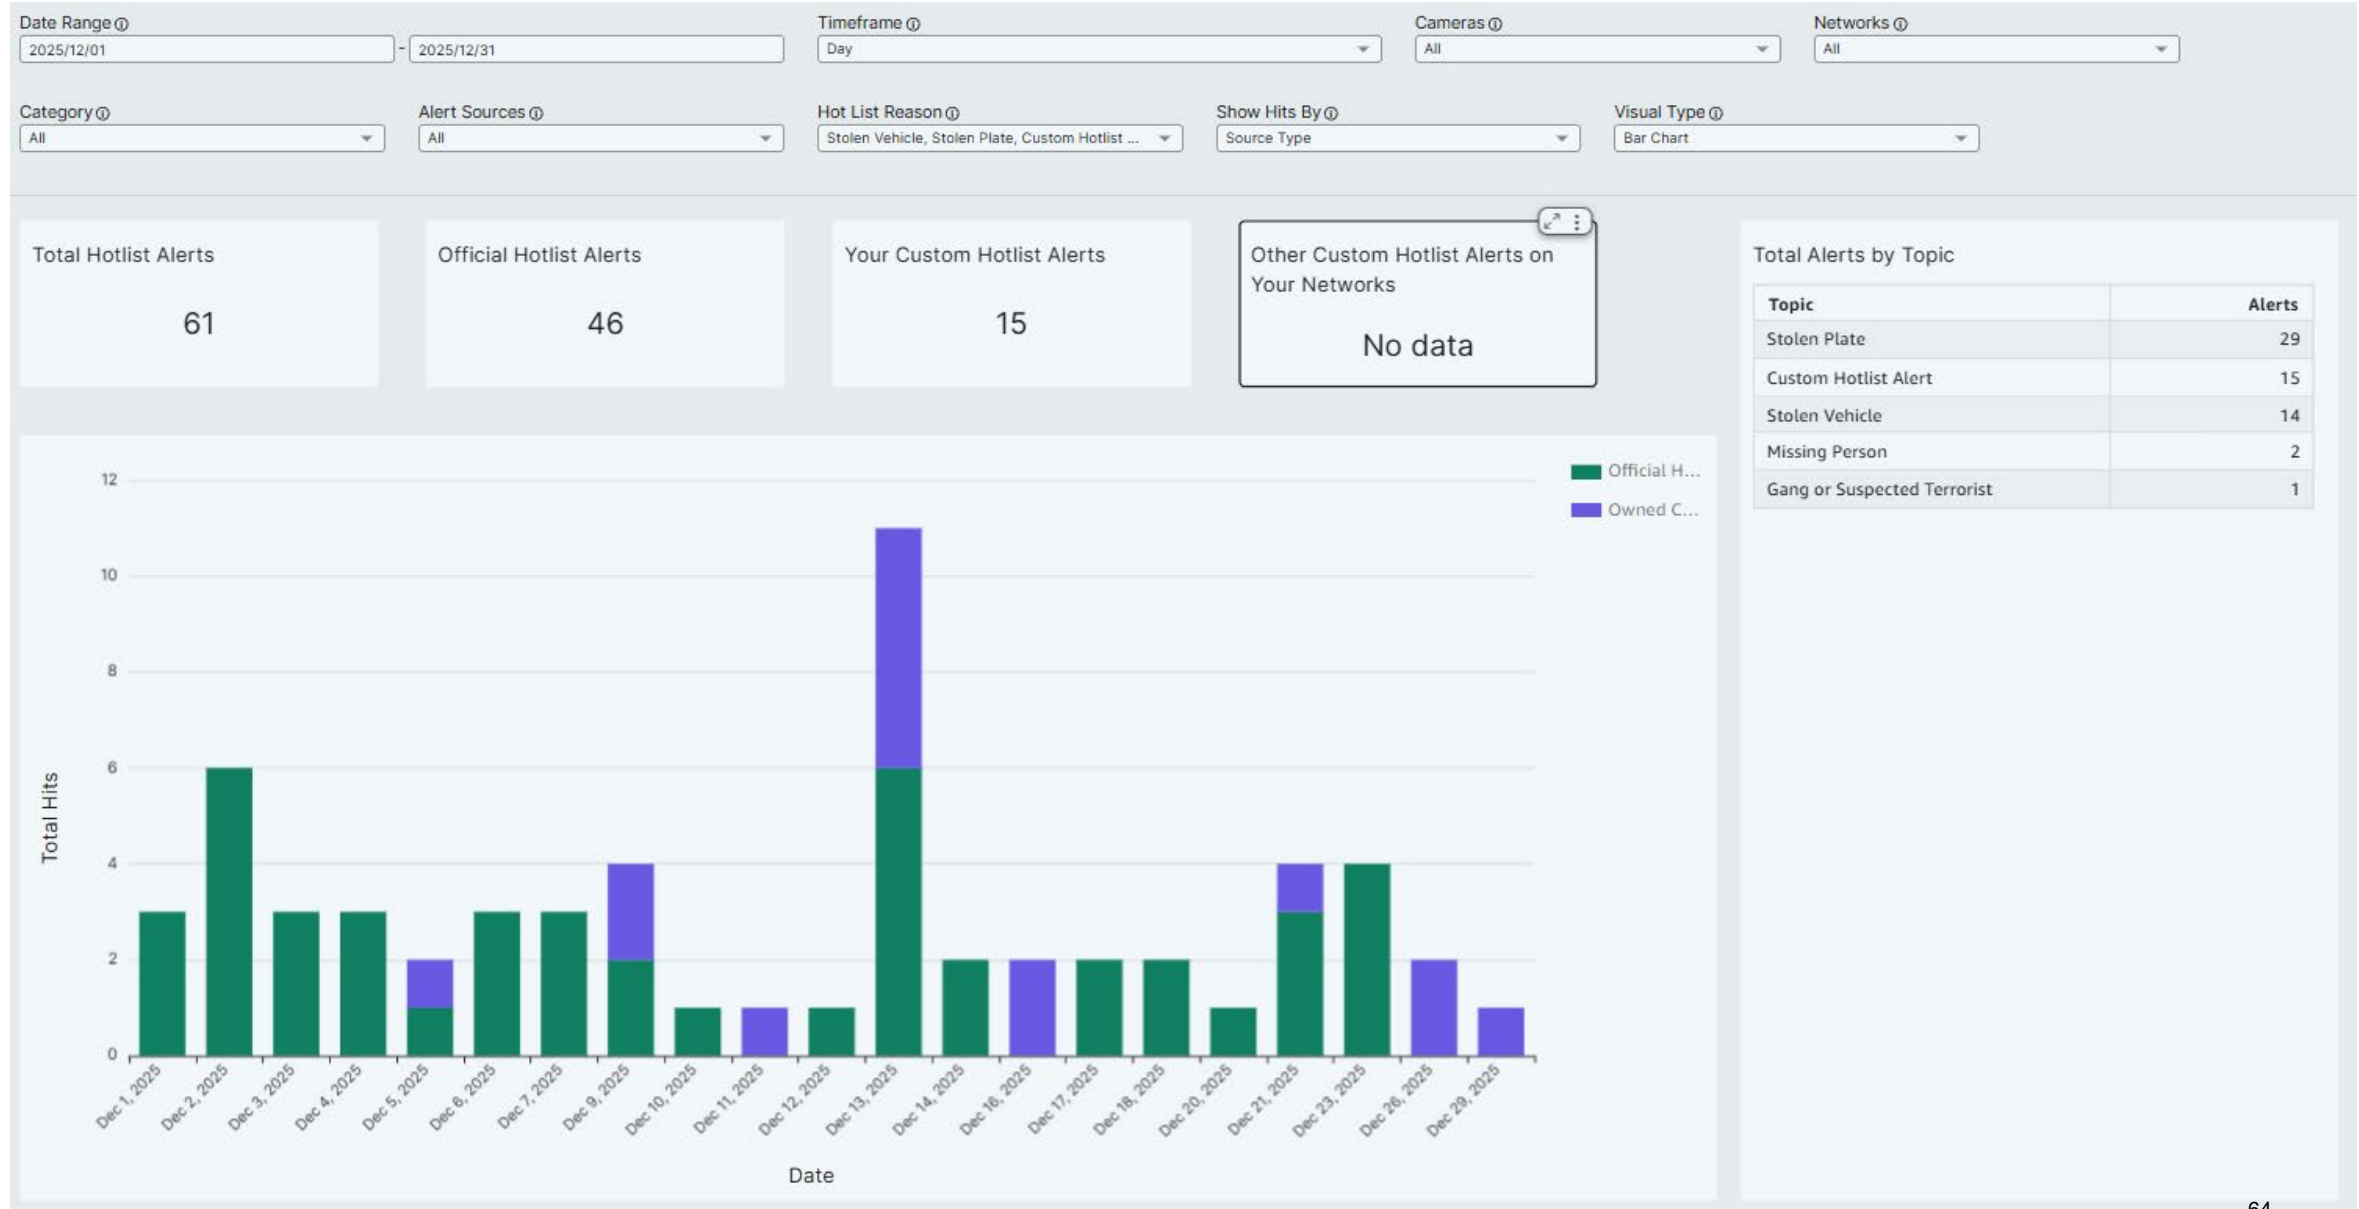 Date Range ⓘ
2025/12/01 - 2025/12/31
Timeframe ⓘ
Day
Cameras ⓘ
All
Networks ⓘ
All
Category ⓘ
All
Alert Sources ⓘ
All
Hot List Reason ⓘ
Stolen Vehicle, Stolen Plate, Custom Hotlist ...
Show Hits By ⓘ
Source Type
Visual Type ⓘ
Bar Chart
Total Hotlist Alerts
61
Official Hotlist Alerts
46
Your Custom Hotlist Alerts
15
Other Custom Hotlist Alerts on
Your Networks
No data
Total Alerts by Topic
Topic Alerts
Stolen Plate 29
Custom Hotlist Alert 15
Stolen Vehicle 14
Missing Person 2
Gang or Suspected Terrorist 1
Official H...
Owned C...
Total Hits
12
10
8
6
4
2
0
Dec 1, 2025
Dec 2, 2025
Dec 3, 2025
Dec 4, 2025
Dec 5, 2025
Dec 6, 2025
Dec 7, 2025
Dec 9, 2025
Dec 10, 2025
Dec 11, 2025
Dec 12, 2025
Dec 13, 2025
Dec 14, 2025
Dec 16, 2025
Dec 17, 2025
Dec 18, 2025
Dec 20, 2025
Dec 21, 2025
Dec 23, 2025
Dec 26, 2025
Dec 29, 2025
Date
64